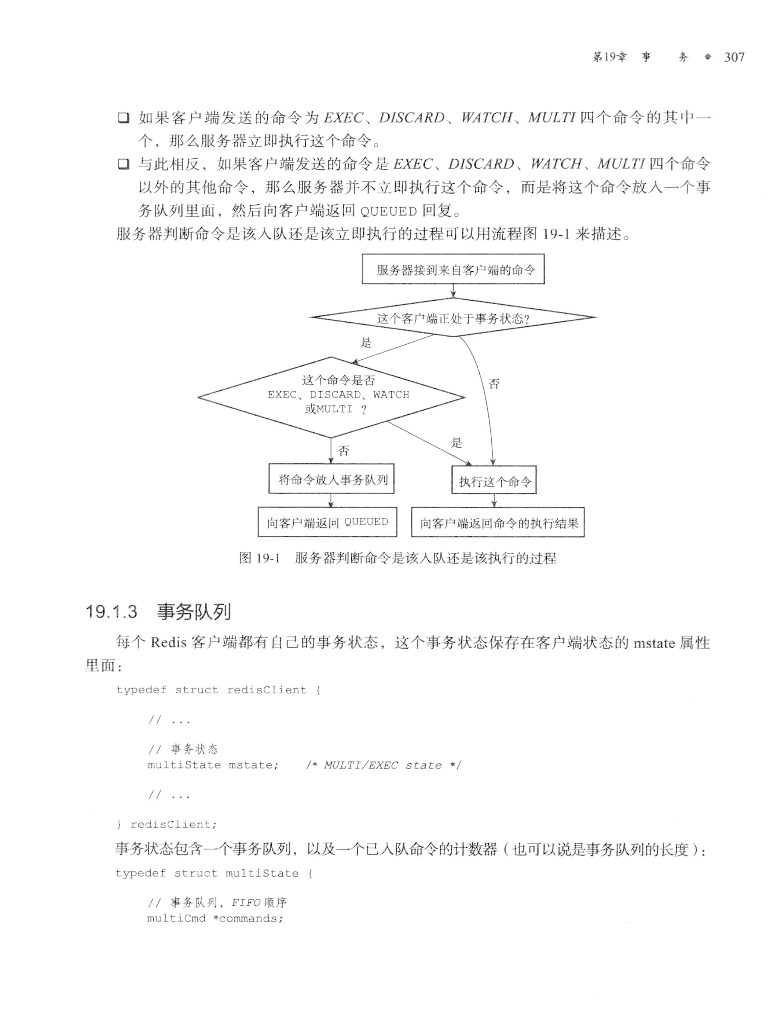 第19章 事 务 307
❑ 如果客户端发送的命令为 EXEC、DISCARD、WATCH、MULTI 四个命令的其中一
个，那么服务器立即执行这个命令。
❑ 与此相反，如果客户端发送的命令是 EXEC、DISCARD、WATCH、MULTI 四个命令
以外的其他命令，那么服务器并不立即执行这个命令，而是将这个命令放入一个事
务队列里面，然后向客户端返回 QUEUED 回复。
服务器判断命令是该入队还是该立即执行的过程可以用流程图 19-1 来描述。
服务器接到来自客户端的命令
这个客户端正处于事务状态?
是
这个命令是否
EXEC、DISCARD、WATCH
或MULTI ?
否
否
是
将命令放入事务队列
执行这个命令
向客户端返回 QUEUED
向客户端返回命令的执行结果
图 19-1 服务器判断命令是该入队还是该执行的过程
19.1.3 事务队列
每个 Redis 客户端都有自己的事务状态，这个事务状态保存在客户端状态的 mstate 属性
里面：
typedef struct redisClient {
// ...
// 事务状态
multiState mstate; /* MULTI/EXEC state */
// ...
} redisClient;
事务状态包含一个事务队列，以及一个已入队命令的计数器（也可以说是事务队列的长度）：
typedef struct multiState {
// 事务队列，FIFO 顺序
multiCmd *commands;